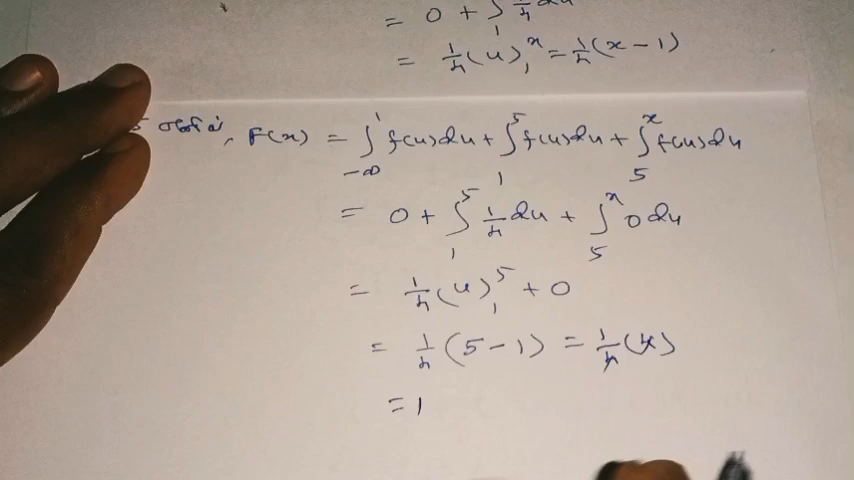 = 0 + ∫₁ 1/4 du
= 1/4 (u)₁ˣ = 1/4 (x − 1)
F(x) = ∫₋∞¹ f(u)du + ∫₁⁵ f(u)du + ∫₅ˣ f(u)du
= 0 + ∫₁⁵ 1/4 du + ∫₅ˣ 0 du
= 1/4 (u)₁⁵ + 0
= 1/4 (5 − 1) = 1/4 (4)
= 1